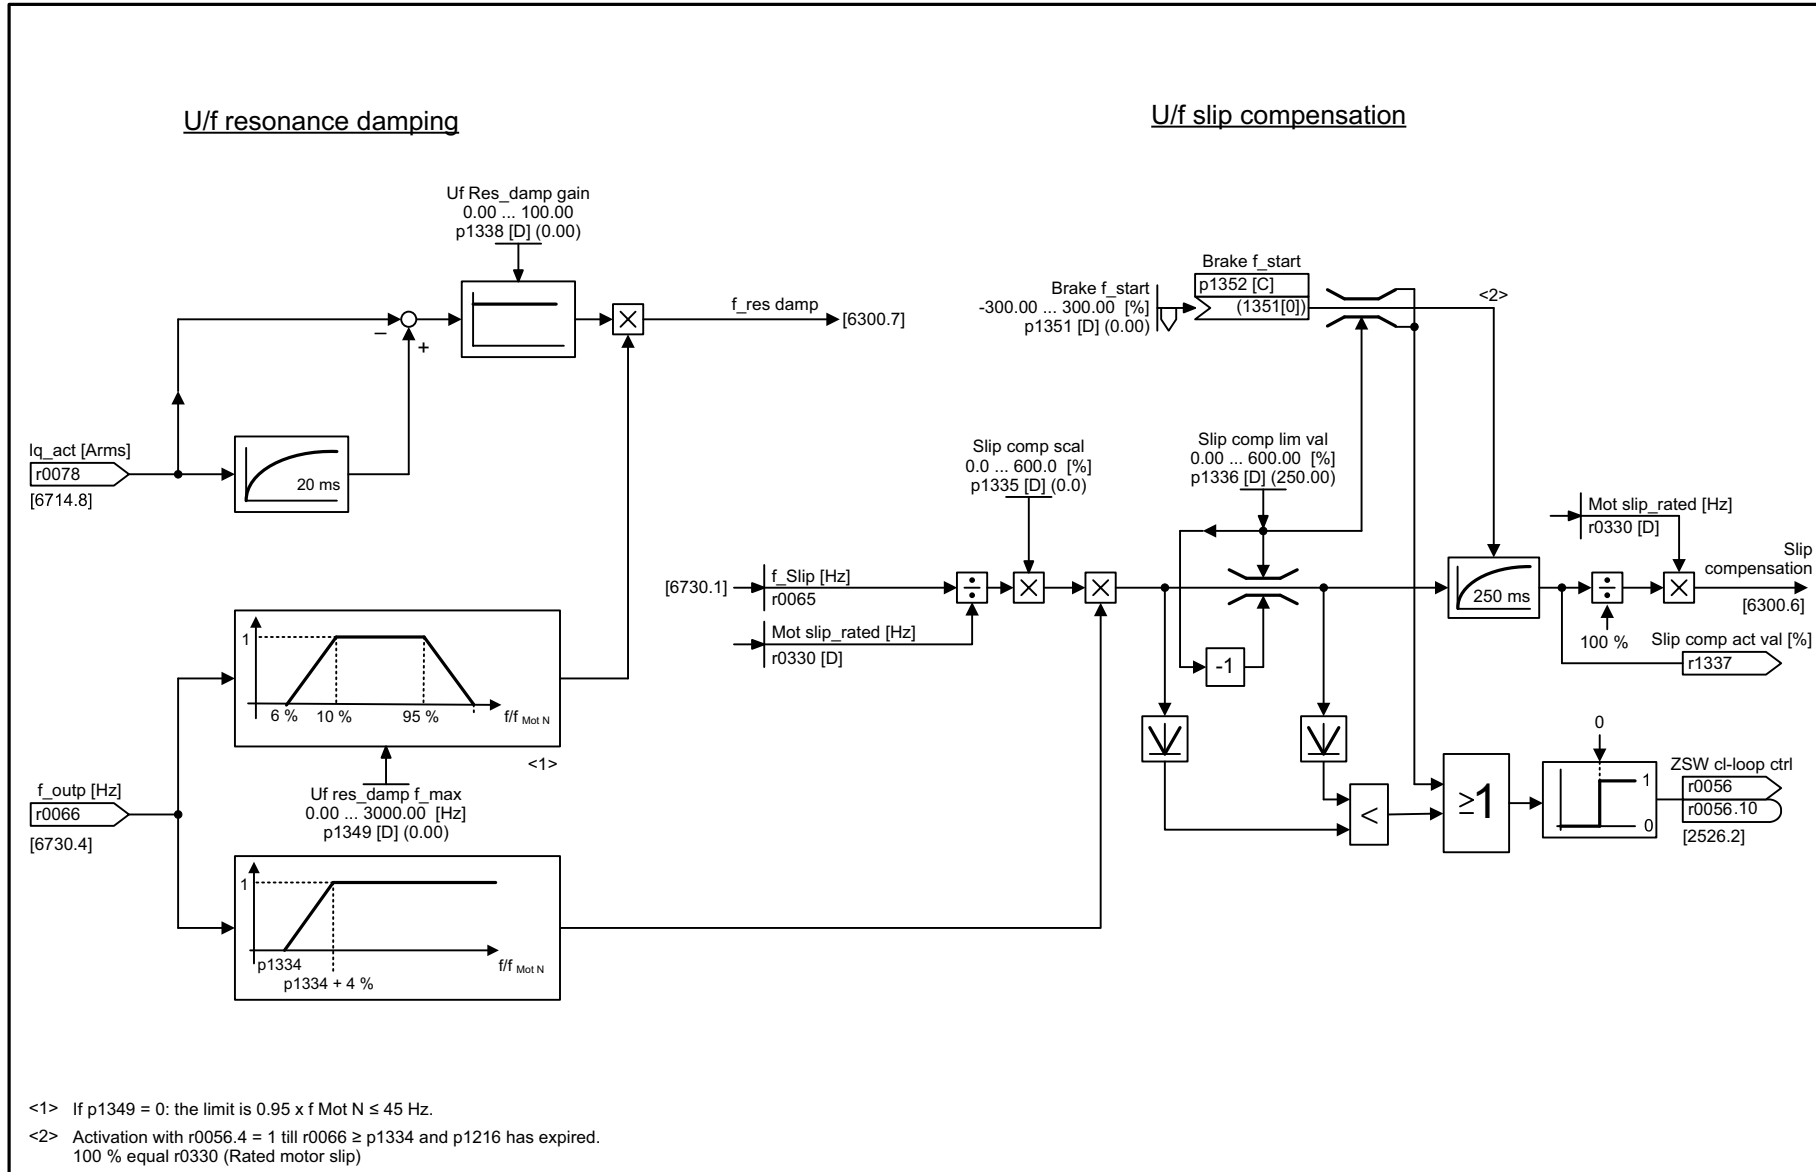 U/f resonance damping
U/f slip compensation
Uf Res_damp gain
0.00 ... 100.00
p1338 [D] (0.00)
f_res damp
[6300.7]
–
+
Iq_act [Arms]
r0078
[6714.8]
20 ms
1
6 %
10 %
95 %
f/f Mot N
<1>
Uf res_damp f_max
0.00 ... 3000.00 [Hz]
p1349 [D] (0.00)
f_outp [Hz]
r0066
[6730.4]
1
p1334
p1334 + 4 %
f/f Mot N
Brake f_start
-300.00 ... 300.00 [%]
p1351 [D] (0.00)
Brake f_start
p1352 [C]
(1351[0])
<2>
Slip comp scal
0.0 ... 600.0 [%]
p1335 [D] (0.0)
Slip comp lim val
0.00 ... 600.00 [%]
p1336 [D] (250.00)
[6730.1]
f_Slip [Hz]
r0065
Mot slip_rated [Hz]
r0330 [D]
-1
250 ms
Mot slip_rated [Hz]
r0330 [D]
Slip
compensation
[6300.6]
100 %
Slip comp act val [%]
r1337
<
≥1
0
1
0
ZSW cl-loop ctrl
r0056
r0056.10
[2526.2]
<1> If p1349 = 0: the limit is 0.95 x f Mot N ≤ 45 Hz.
<2> Activation with r0056.4 = 1 till r0066 ≥ p1334 and p1216 has expired.
100 % equal r0330 (Rated motor slip)